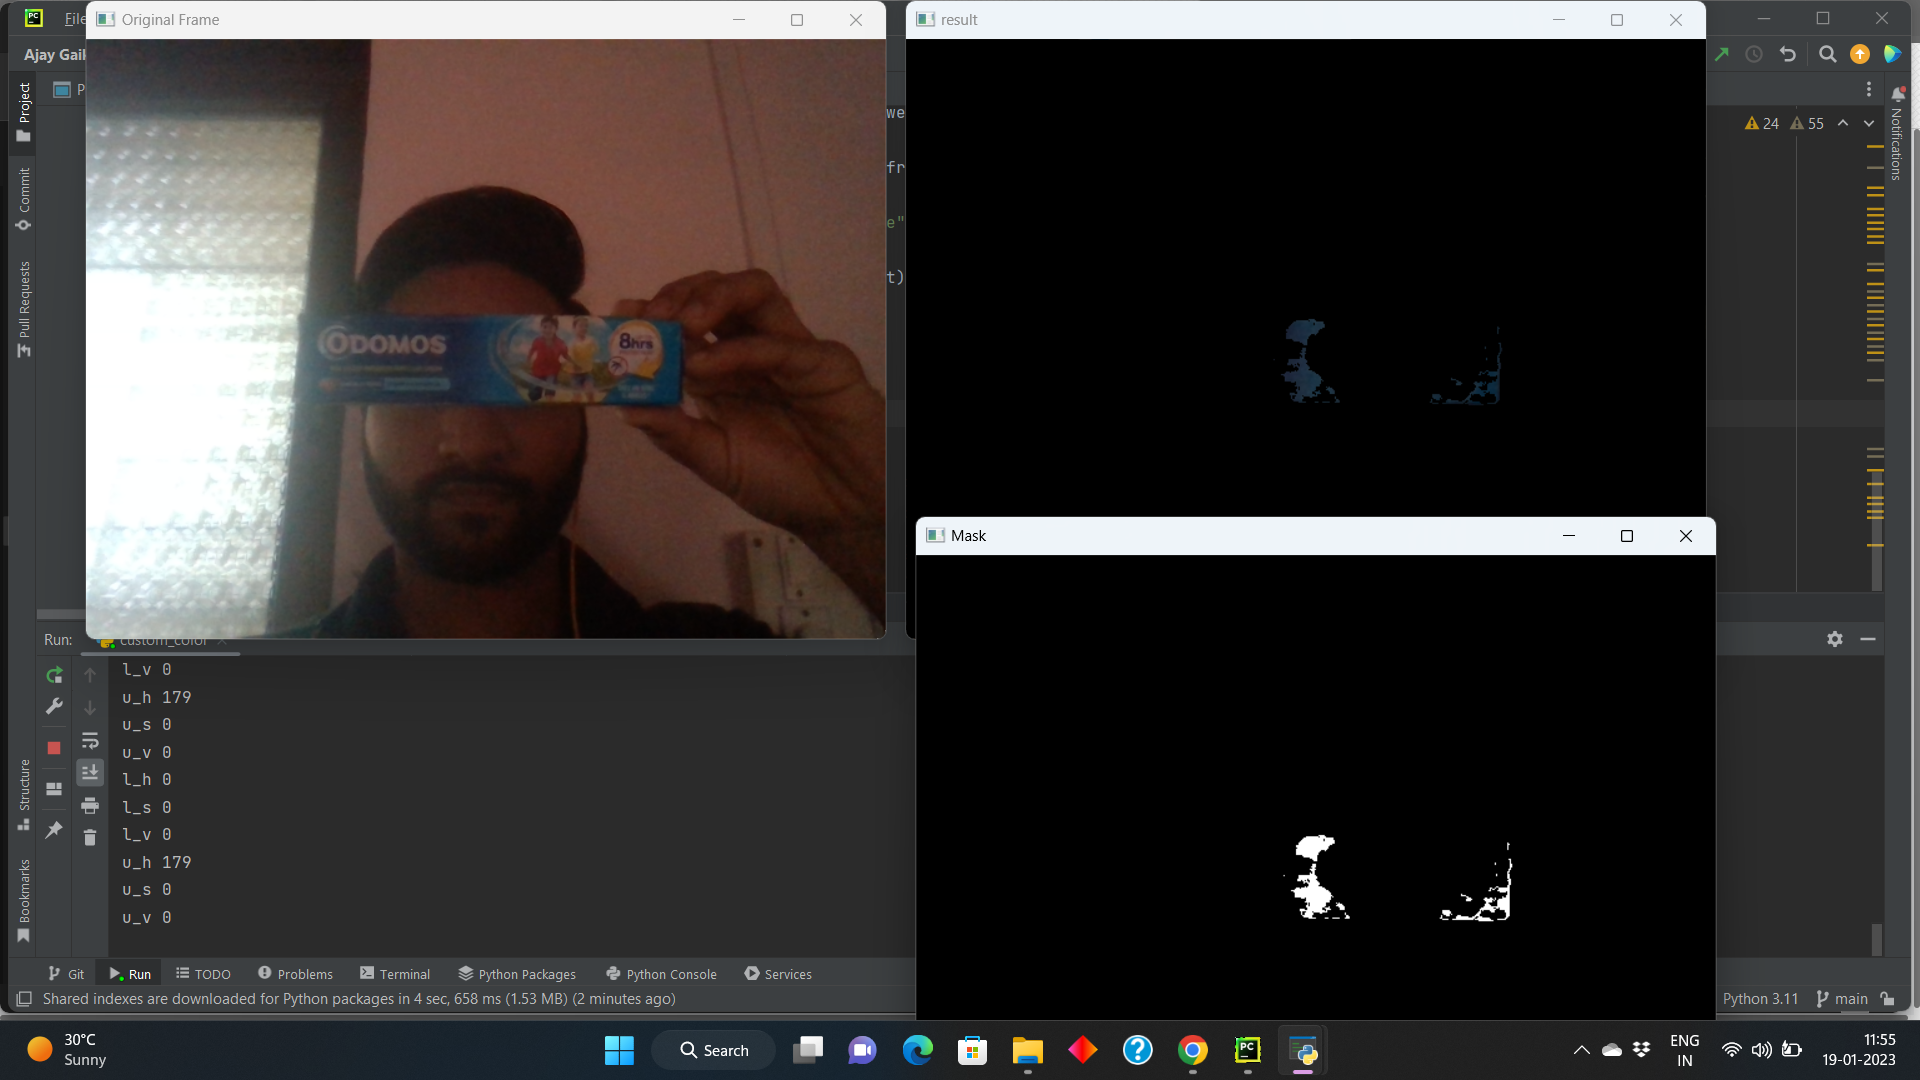 File
Original Frame
result
Ajay Gaik
P
Project
Commit
Pull Requests
Structure
Bookmarks
Notifications
we
24
55
fr
e"
t)
ODOMOS
8hrs
Mask
Run:
custom_color
l_v 0
u_h 179
u_s 0
u_v 0
l_h 0
l_s 0
l_v 0
u_h 179
u_s 0
u_v 0
Git
Run
TODO
Problems
Terminal
Python Packages
Python Console
Services
Shared indexes are downloaded for Python packages in 4 sec, 658 ms (1.53 MB) (2 minutes ago)
Python 3.11
main
30°C
Sunny
Search
PC
ENG
IN
11:55
19-01-2023